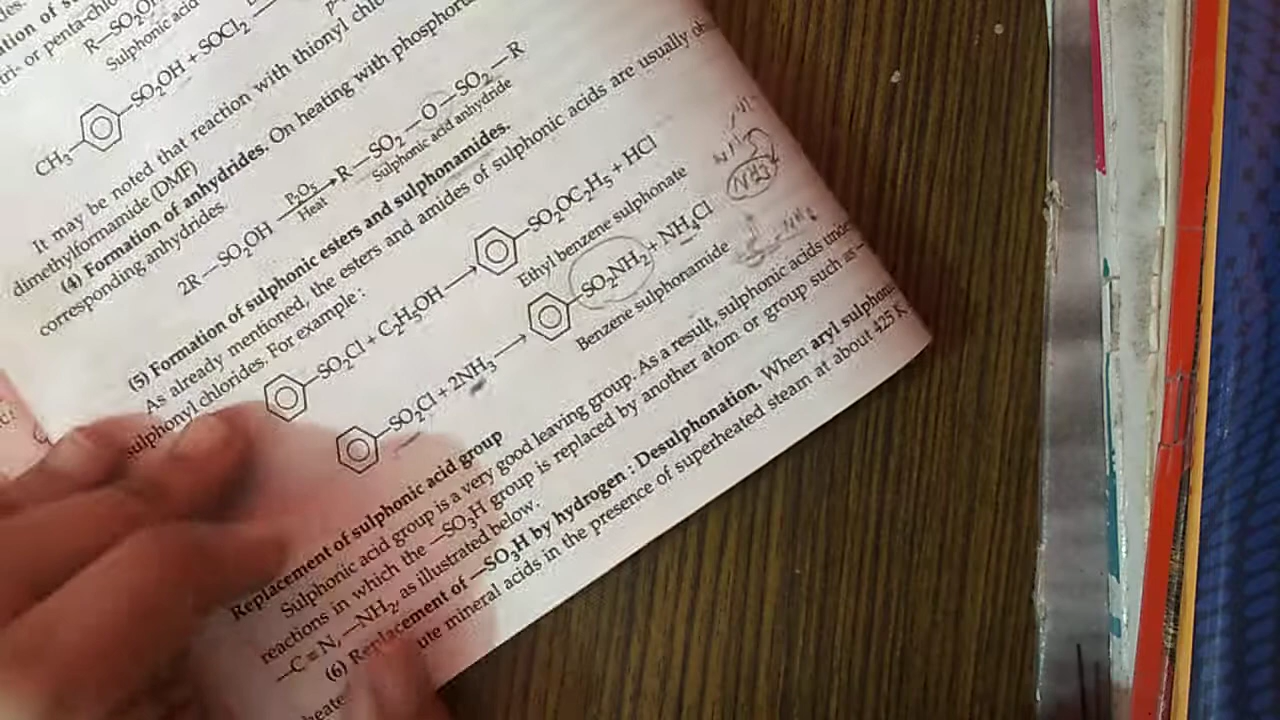 tri- or penta-chlo
R—SO₂OH
Sulphonic acid
CH₃— —SO₂OH + SOCl₂
It may be noted that reaction with thionyl chlo
dimethylformamide (DMF)
(4) Formation of anhydrides. On heating with phosphoru
corresponding anhydrides.
2R—SO₂OH P₂O₅ Heat → R—SO₂—O—SO₂—R
Sulphonic acid anhydride
(5) Formation of sulphonic esters and sulphonamides.
As already mentioned, the esters and amides of sulphonic acids are usually ob
sulphonyl chlorides. For example :
—SO₂Cl + C₂H₅OH → —SO₂OC₂H₅ + HCl
Ethyl benzene sulphonate
—SO₂Cl + 2NH₃ → —SO₂NH₂ + NH₄Cl
Benzene sulphonamide
Replacement of sulphonic acid group
Sulphonic acid group is a very good leaving group. As a result, sulphonic acids unde
reactions in which the —SO₃H group is replaced by another atom or group such as —
—C≡N, —NH₂, as illustrated below.
(6) Replacement of —SO₃H by hydrogen : Desulphonation. When aryl sulphon
ute mineral acids in the presence of superheated steam at about 425 K
heate